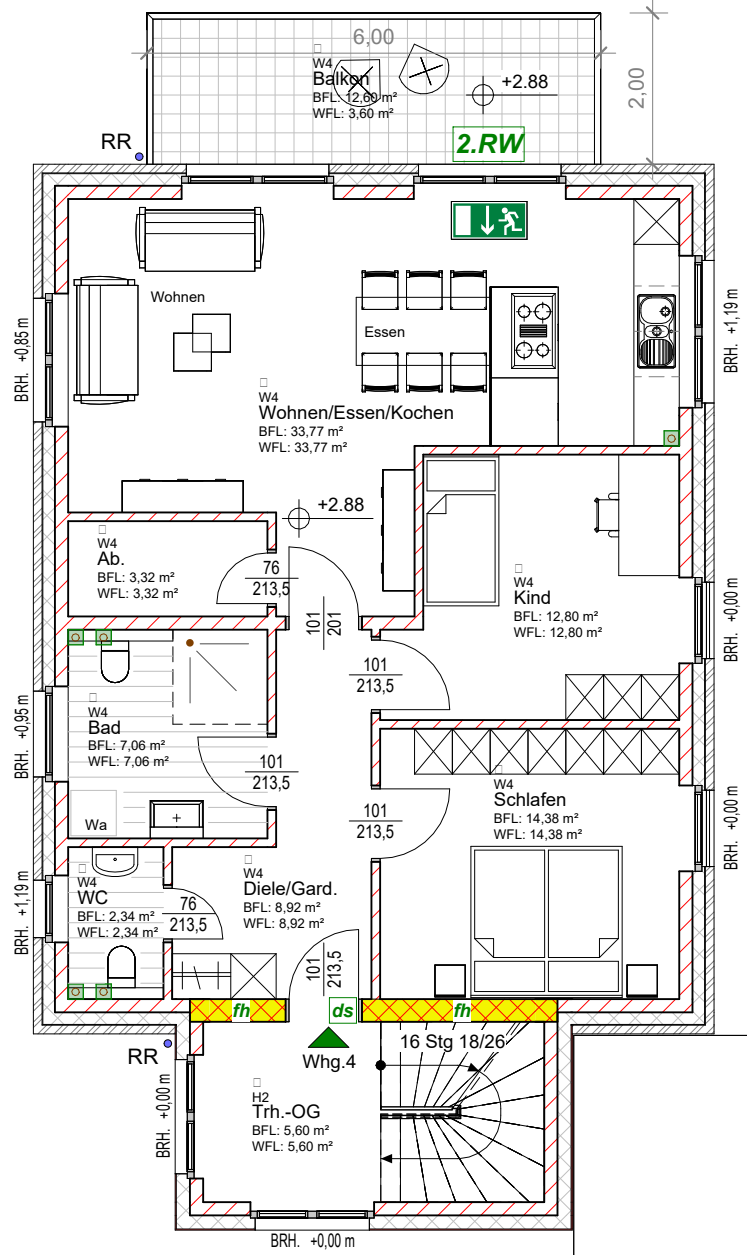 6,00
2,00
W4
Balkon
BFL: 12,60 m²
WFL: 3,60 m²
+2.88
RR
2.RW
Wohnen
Essen
BRH. +0,85 m
BRH. +1,19 m
W4
Wohnen/Essen/Kochen
BFL: 33,77 m²
WFL: 33,77 m²
+2.88
W4
Ab.
BFL: 3,32 m²
WFL: 3,32 m²
76
213,5
101
201
W4
Kind
BFL: 12,80 m²
WFL: 12,80 m²
BRH. +0,00 m
101
213,5
W4
Bad
BFL: 7,06 m²
WFL: 7,06 m²
BRH. +0,95 m
101
213,5
Wa
101
213,5
W4
Schlafen
BFL: 14,38 m²
WFL: 14,38 m²
BRH. +0,00 m
W4
WC
BFL: 2,34 m²
WFL: 2,34 m²
BRH. +1,19 m
76
213,5
W4
Diele/Gard.
BFL: 8,92 m²
WFL: 8,92 m²
101
213,5
fh
ds
fh
RR
Whg.4
16 Stg 18/26
H2
Trh.-OG
BFL: 5,60 m²
WFL: 5,60 m²
BRH. +0,00 m
BRH. +0,00 m